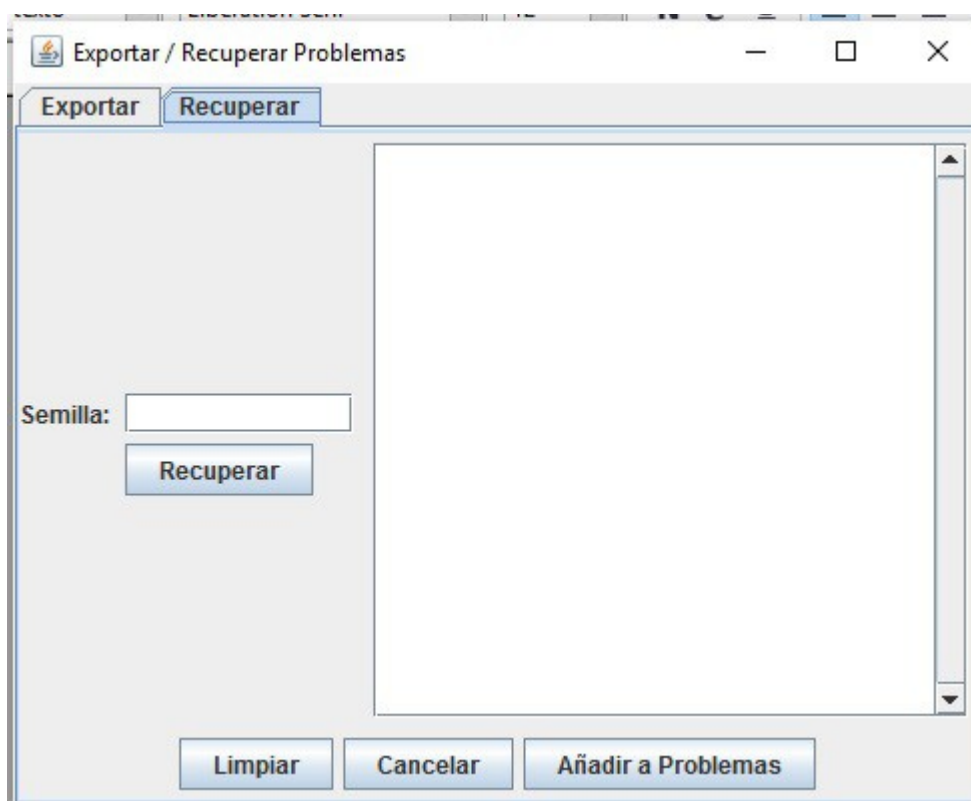 Exportar / Recuperar Problemas
Exportar Recuperar
Semilla:
Recuperar
Limpiar Cancelar Añadir a Problemas